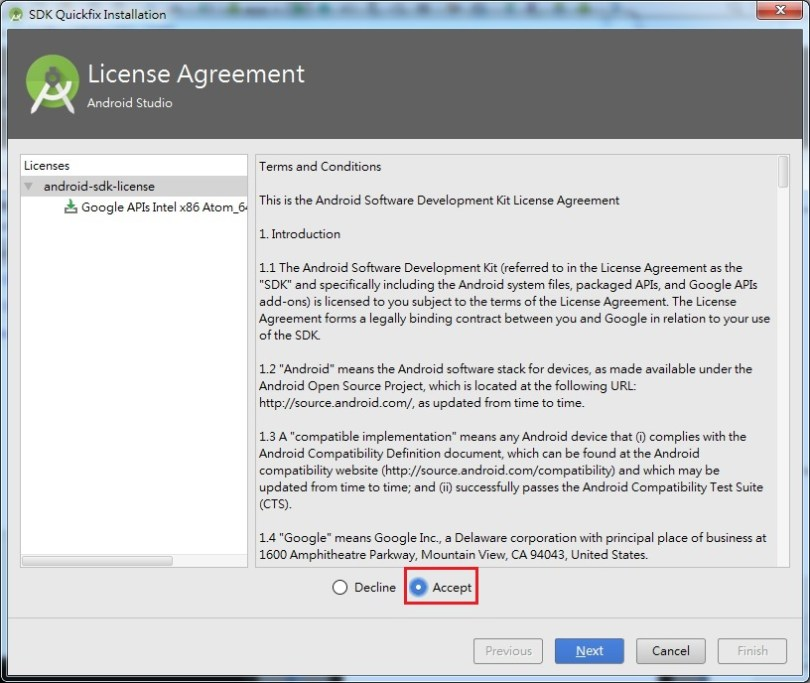 SDK Quickfix Installation
License Agreement
Android Studio
Licenses
android-sdk-license
Google APIs Intel x86 Atom_64
Terms and Conditions
This is the Android Software Development Kit License Agreement
1. Introduction
1.1 The Android Software Development Kit (referred to in the License Agreement as the
"SDK" and specifically including the Android system files, packaged APIs, and Google APIs
add-ons) is licensed to you subject to the terms of the License Agreement. The License
Agreement forms a legally binding contract between you and Google in relation to your use
of the SDK.
1.2 "Android" means the Android software stack for devices, as made available under the
Android Open Source Project, which is located at the following URL:
http://source.android.com/, as updated from time to time.
1.3 A "compatible implementation" means any Android device that (i) complies with the
Android Compatibility Definition document, which can be found at the Android
compatibility website (http://source.android.com/compatibility) and which may be
updated from time to time; and (ii) successfully passes the Android Compatibility Test Suite
(CTS).
1.4 "Google" means Google Inc., a Delaware corporation with principal place of business at
1600 Amphitheatre Parkway, Mountain View, CA 94043, United States.
Decline
Accept
Previous
Next
Cancel
Finish